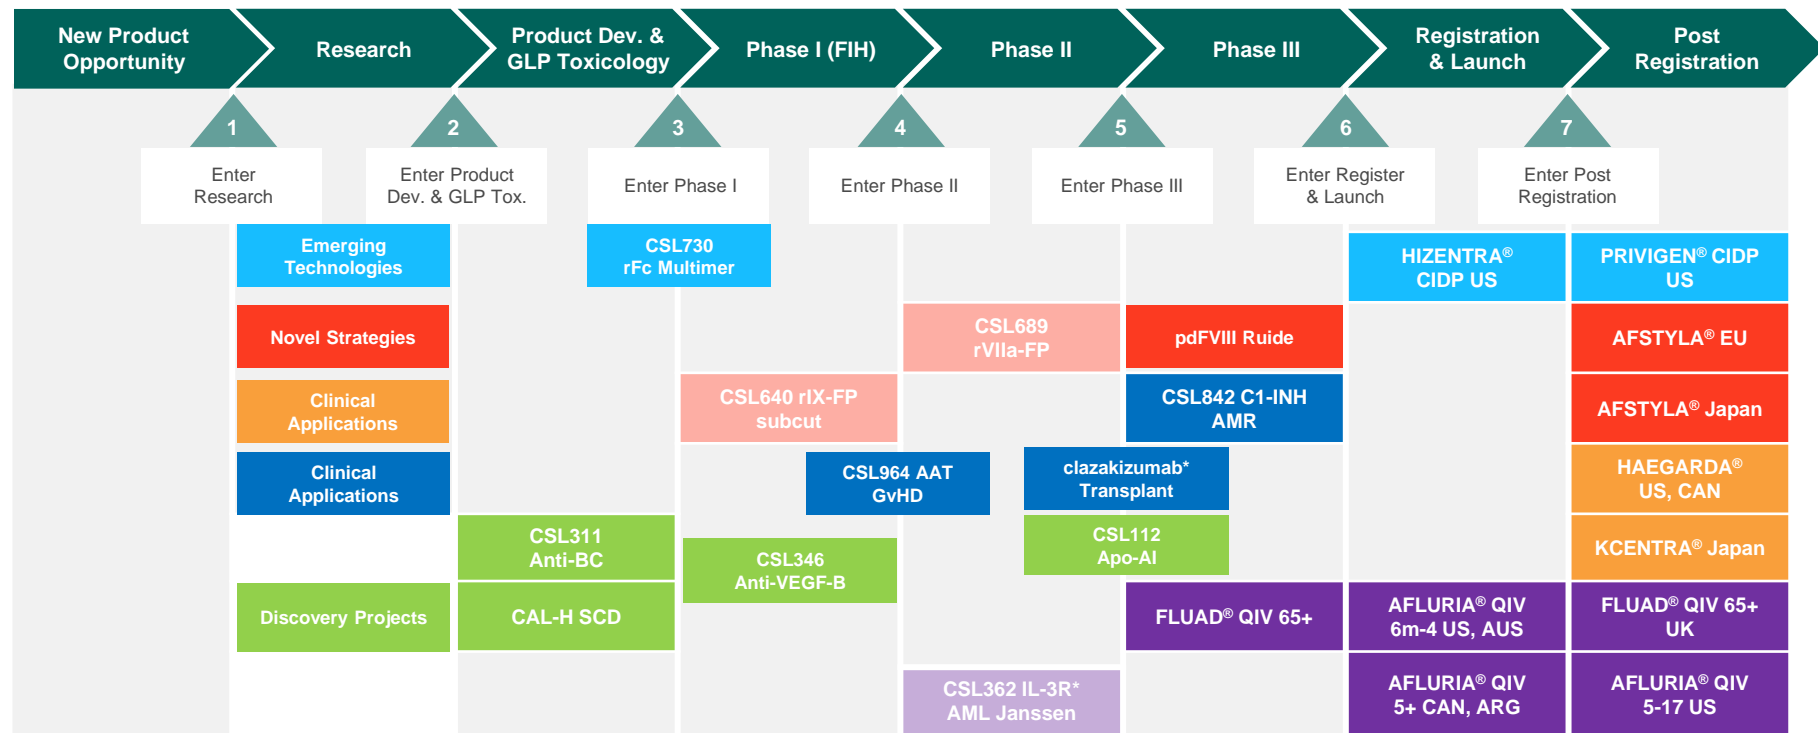 New Product
Opportunity
Research
Product Dev. &
GLP Toxicology
Phase I (FIH)
Phase II
Phase III
Registration
& Launch
Post
Registration
1
2
3
4
5
6
7
Enter
Research
Enter Product
Dev. & GLP Tox.
Enter Phase I
Enter Phase II
Enter Phase III
Enter Register
& Launch
Enter Post
Registration
Emerging
Technologies
CSL730
rFc Multimer
HIZENTRA®
CIDP US
PRIVIGEN® CIDP
US
Novel Strategies
CSL689
rVIIa-FP
pdFVIII Ruide
AFSTYLA® EU
Clinical
Applications
CSL640 rIX-FP
subcut
CSL842 C1-INH
AMR
AFSTYLA® Japan
Clinical
Applications
CSL964 AAT
GvHD
clazakizumab*
Transplant
HAEGARDA®
US, CAN
CSL311
Anti-BC
CSL346
Anti-VEGF-B
CSL112
Apo-AI
KCENTRA® Japan
Discovery Projects
CAL-H SCD
FLUAD® QIV 65+
AFLURIA® QIV
6m-4 US, AUS
FLUAD® QIV 65+
UK
CSL362 IL-3R*
AML Janssen
AFLURIA® QIV
5+ CAN, ARG
AFLURIA® QIV
5-17 US